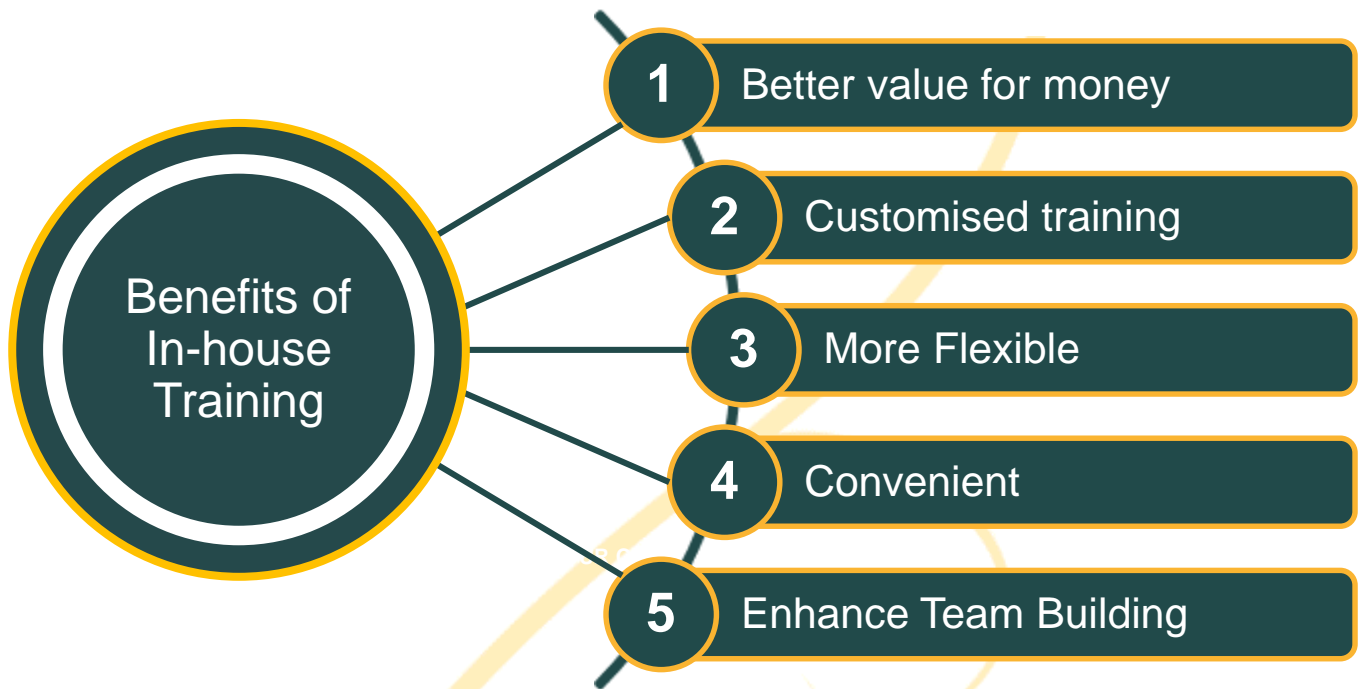 Benefits of
In-house
Training
1 Better value for money
2 Customised training
3 More Flexible
4 Convenient
5 Enhance Team Building